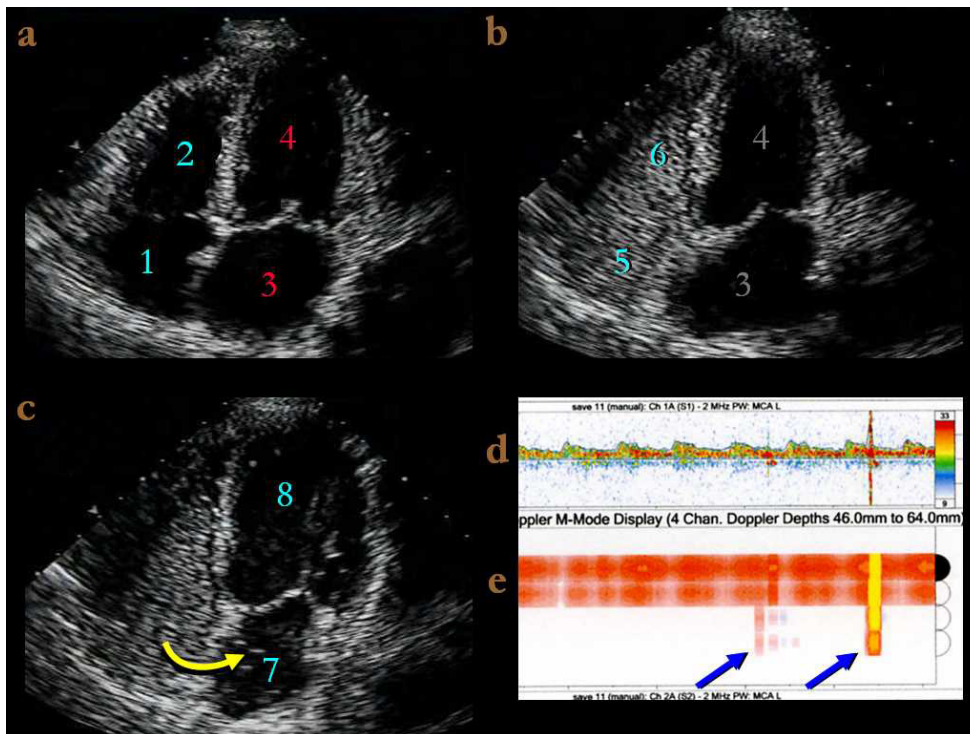 a
2
4
1
3
b
6
4
5
3
c
8
7
d
save 11 (manual): Ch 1A (S1) - 2 MHz PW: MCA L
33
9
ppler M-Mode Display (4 Chan. Doppler Depths 46.0mm to 64.0mm)
e
save 11 (manual): Ch 2A (S2) - 2 MHz PW: MCA L